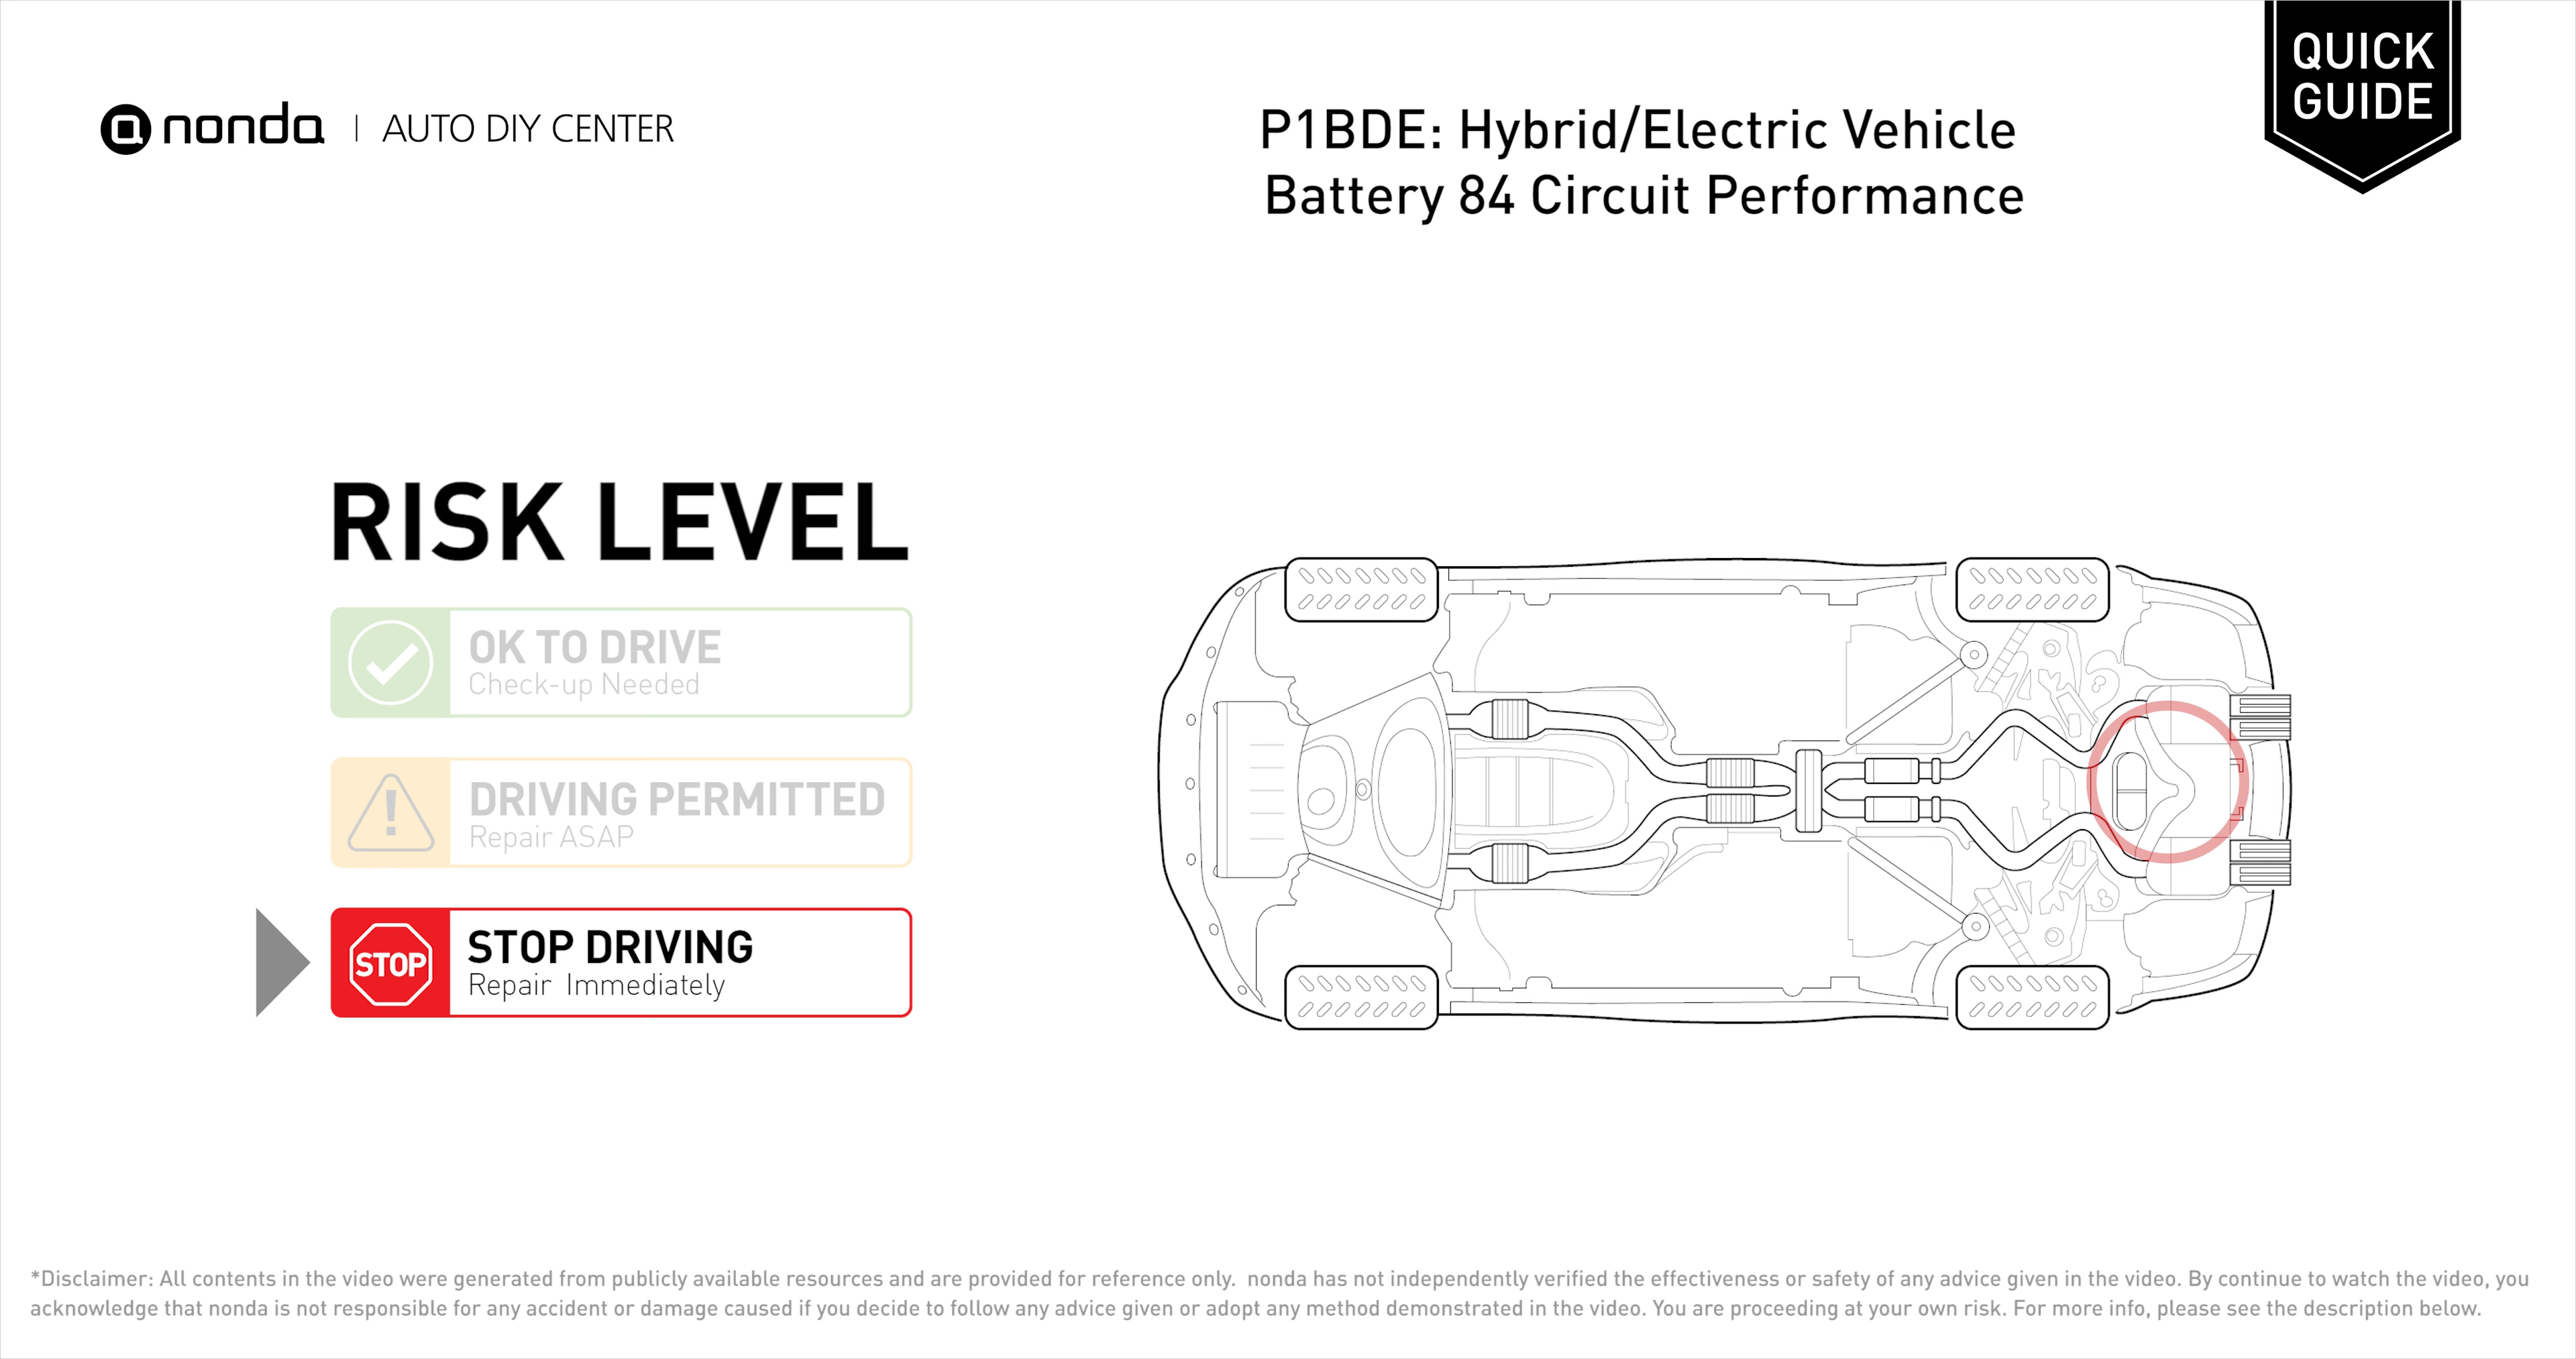 nonda | AUTO DIY CENTER
P1BDE: Hybrid/Electric Vehicle
Battery 84 Circuit Performance
QUICK
GUIDE
RISK LEVEL
OK TO DRIVE
Check-up Needed
DRIVING PERMITTED
Repair ASAP
STOP
STOP DRIVING
Repair Immediately
*Disclaimer: All contents in the video were generated from publicly available resources and are provided for reference only. nonda has not independently verified the effectiveness or safety of any advice given in the video. By continue to watch the video, you
acknowledge that nonda is not responsible for any accident or damage caused if you decide to follow any advice given or adopt any method demonstrated in the video. You are proceeding at your own risk. For more info, please see the description below.